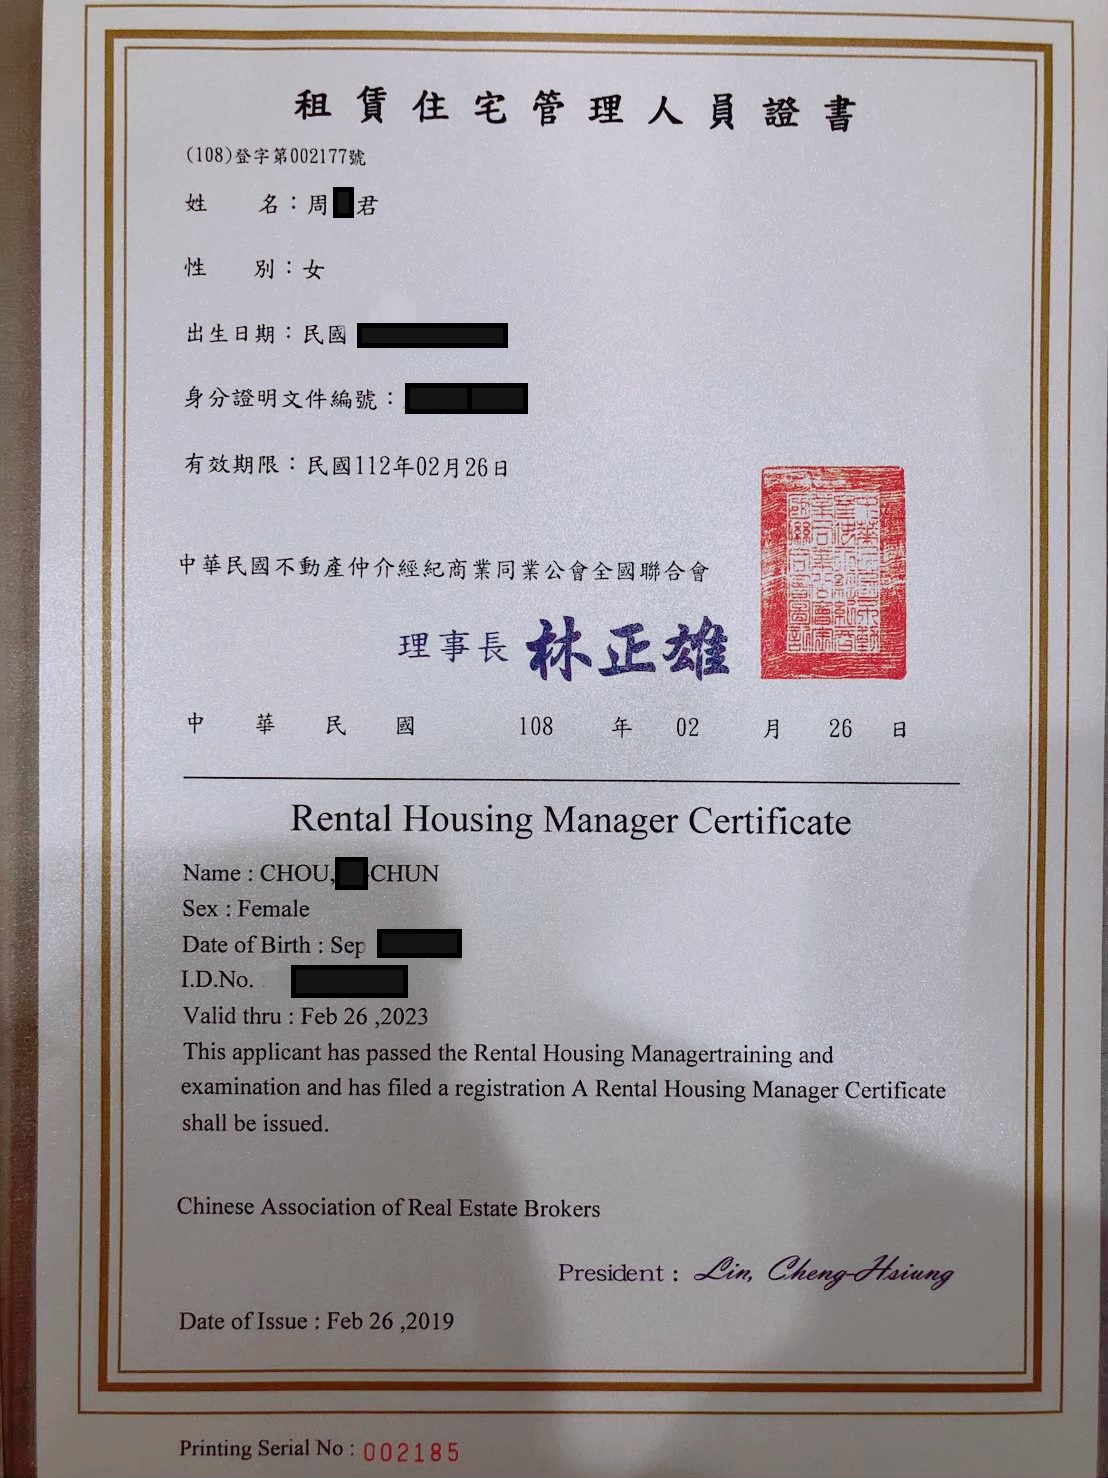 租賃住宅管理人員證書
(108)登字第002177號
姓 名：周 君
性 別：女
出生日期：民國
身分證明文件編號：
有效期限：民國112年02月26日
中華民國不動產仲介經紀商業同業公會全國聯合會
理事長 林正雄
中華民國 108 年 02 月 26 日
Rental Housing Manager Certificate
Name : CHOU, -CHUN
Sex : Female
Date of Birth : Sep
I.D.No.
Valid thru : Feb 26 ,2023
This applicant has passed the Rental Housing Managertraining and
examination and has filed a registration A Rental Housing Manager Certificate
shall be issued.
Chinese Association of Real Estate Brokers
President : Lin, Cheng-Hsiung
Date of Issue : Feb 26 ,2019
Printing Serial No : 002185